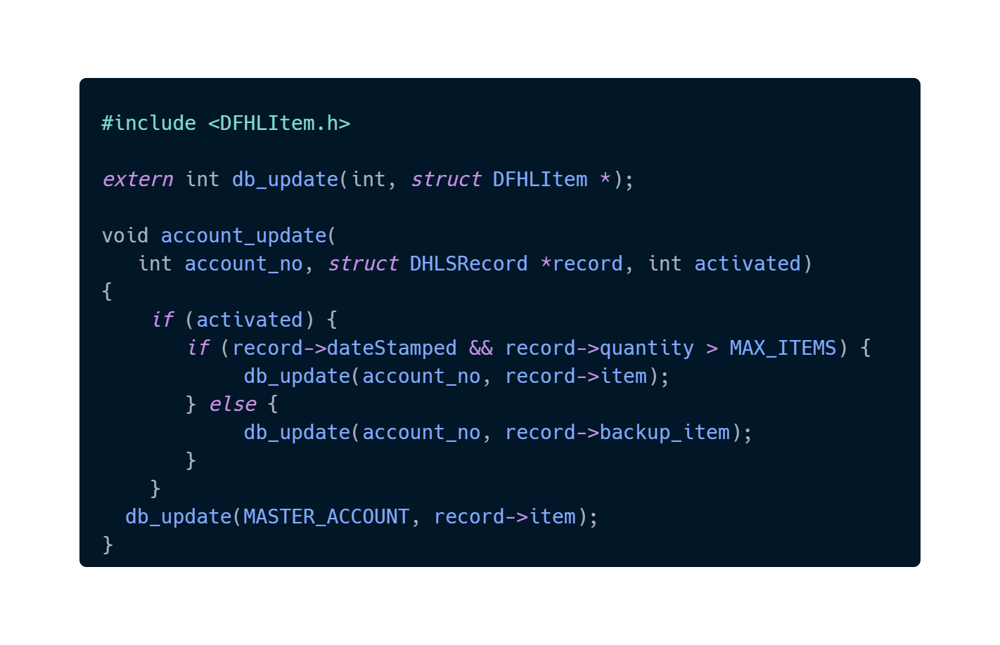 #include <DFHLItem.h>

extern int db_update(int, struct DFHLItem *);

void account_update(
   int account_no, struct DHLSRecord *record, int activated)
{
    if (activated) {
       if (record->dateStamped && record->quantity > MAX_ITEMS) {
            db_update(account_no, record->item);
       } else {
            db_update(account_no, record->backup_item);
       }
    }
  db_update(MASTER_ACCOUNT, record->item);
}